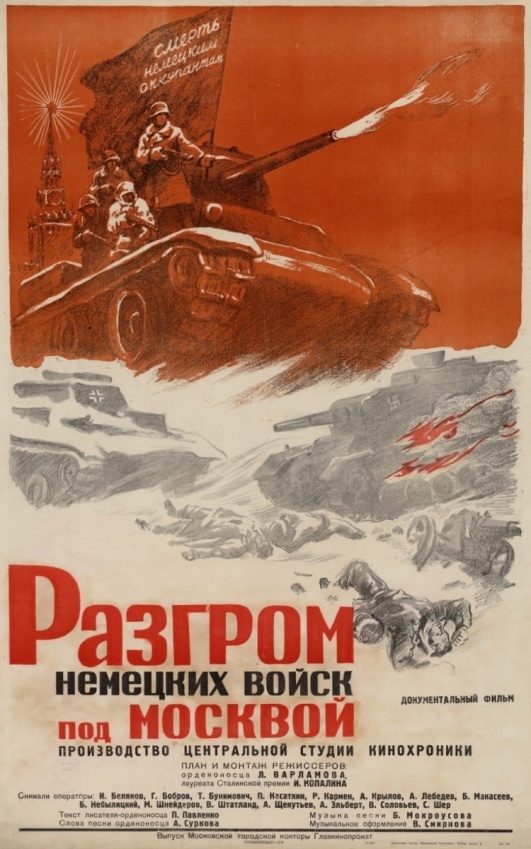 смерть
немецким
оккупантам
Разгром
немецких войск
под Москвой
ДОКУМЕНТАЛЬНЫЙ ФИЛЬМ
ПРОИЗВОДСТВО ЦЕНТРАЛЬНОЙ СТУДИИ КИНОХРОНИКИ
ПЛАН И МОНТАЖ РЕЖИССЕРОВ:
орденоносца Л. ВАРЛАМОВА,
лауреата Сталинской премии И. КОПАЛИНА
Снимали операторы: И. Беляков, Г. Бобров, Т. Бунимович, П. Касаткин, Р. Кармен, А. Крылов, А. Лебедев, Б. Макасеев,
Б. Небылицкий, М. Шнейдеров, В. Штатланд, А. Щекутьев, А. Эльберт, В. Соловьев, С. Шер
Текст писателя-орденоносца П. Павленко
Музыка песни Б. Мокроусова
Слова песни орденоносца А. Суркова
Музыкальное оформление В. Смирнова
Выпуск Московской городской конторы Главкинопрокат